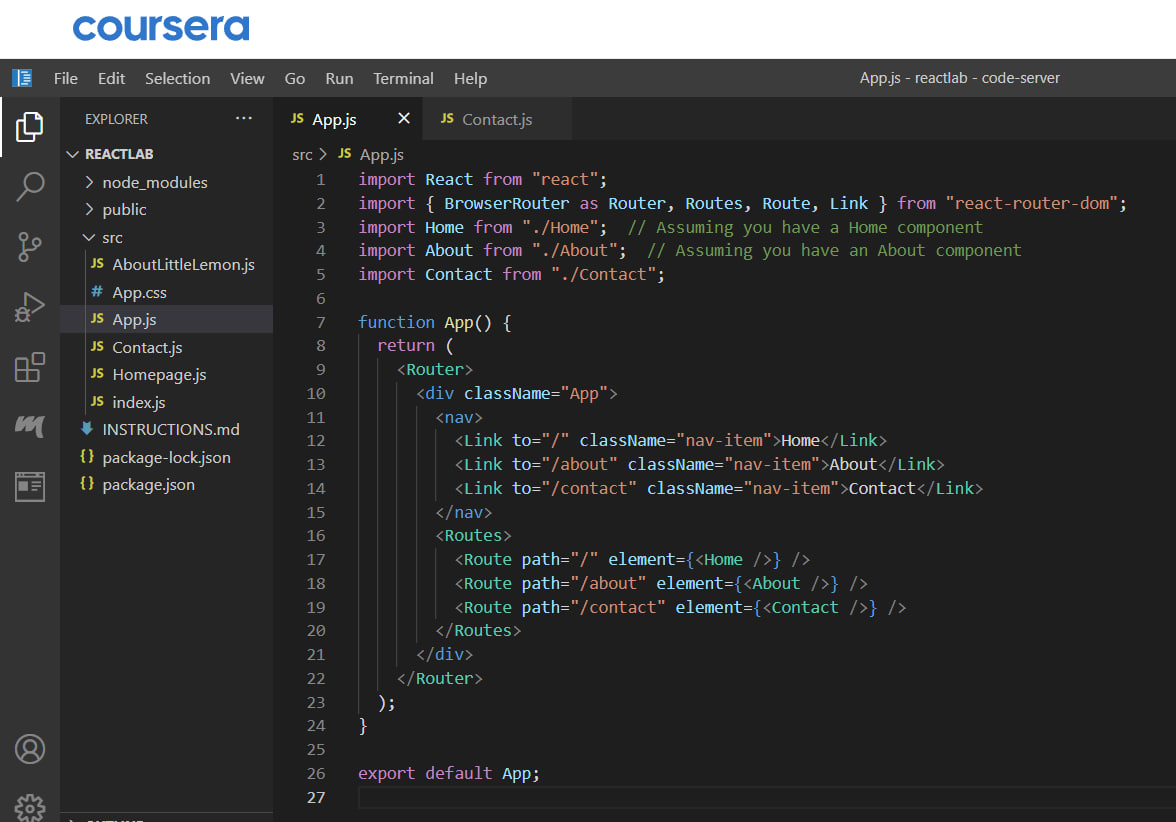 coursera
File Edit Selection View Go Run Terminal Help App.js - reactlab - code-server
EXPLORER ...
REACTLAB
node_modules
public
src
JS AboutLittleLemon.js
# App.css
JS App.js
JS Contact.js
JS Homepage.js
JS index.js
INSTRUCTIONS.md
{} package-lock.json
{} package.json
JS App.js × JS Contact.js
src > JS App.js
1 import React from "react";
2 import { BrowserRouter as Router, Routes, Route, Link } from "react-router-dom";
3 import Home from "./Home";  // Assuming you have a Home component
4 import About from "./About";  // Assuming you have an About component
5 import Contact from "./Contact";
6
7 function App() {
8   return (
9     <Router>
10       <div className="App">
11         <nav>
12           <Link to="/" className="nav-item">Home</Link>
13           <Link to="/about" className="nav-item">About</Link>
14           <Link to="/contact" className="nav-item">Contact</Link>
15         </nav>
16         <Routes>
17           <Route path="/" element={<Home />} />
18           <Route path="/about" element={<About />} />
19           <Route path="/contact" element={<Contact />} />
20         </Routes>
21       </div>
22     </Router>
23   );
24 }
25
26 export default App;
27